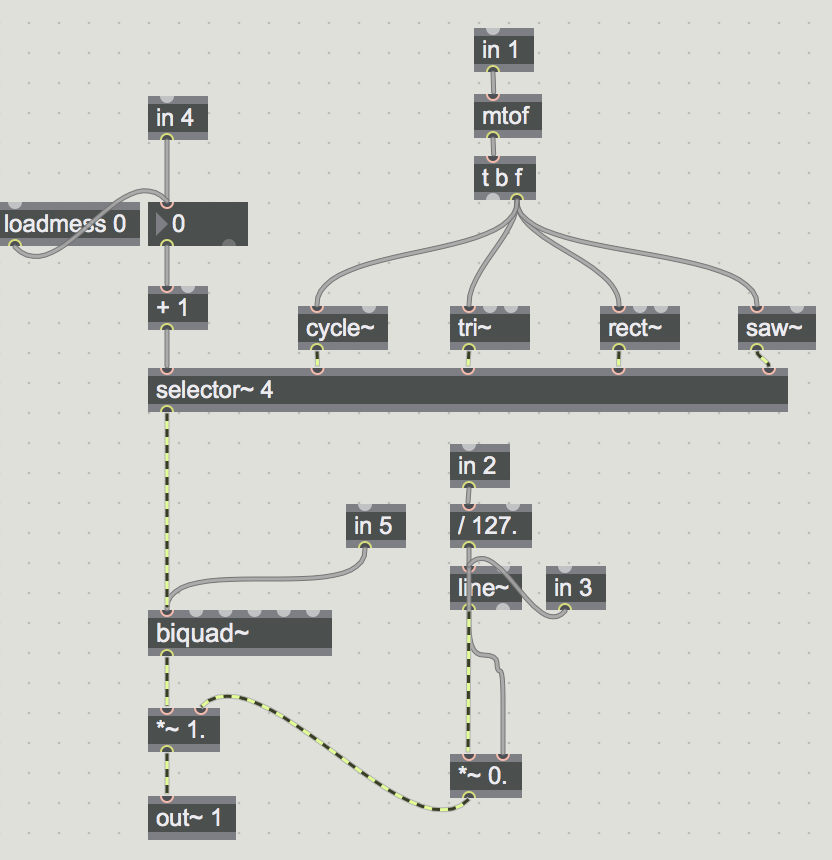 in 1
mtof
t b f
in 4
loadmess 0
0
+ 1
cycle~
tri~
rect~
saw~
selector~ 4
in 2
/ 127.
in 5
line~
in 3
biquad~
*~ 1.
*~ 0.
out~ 1